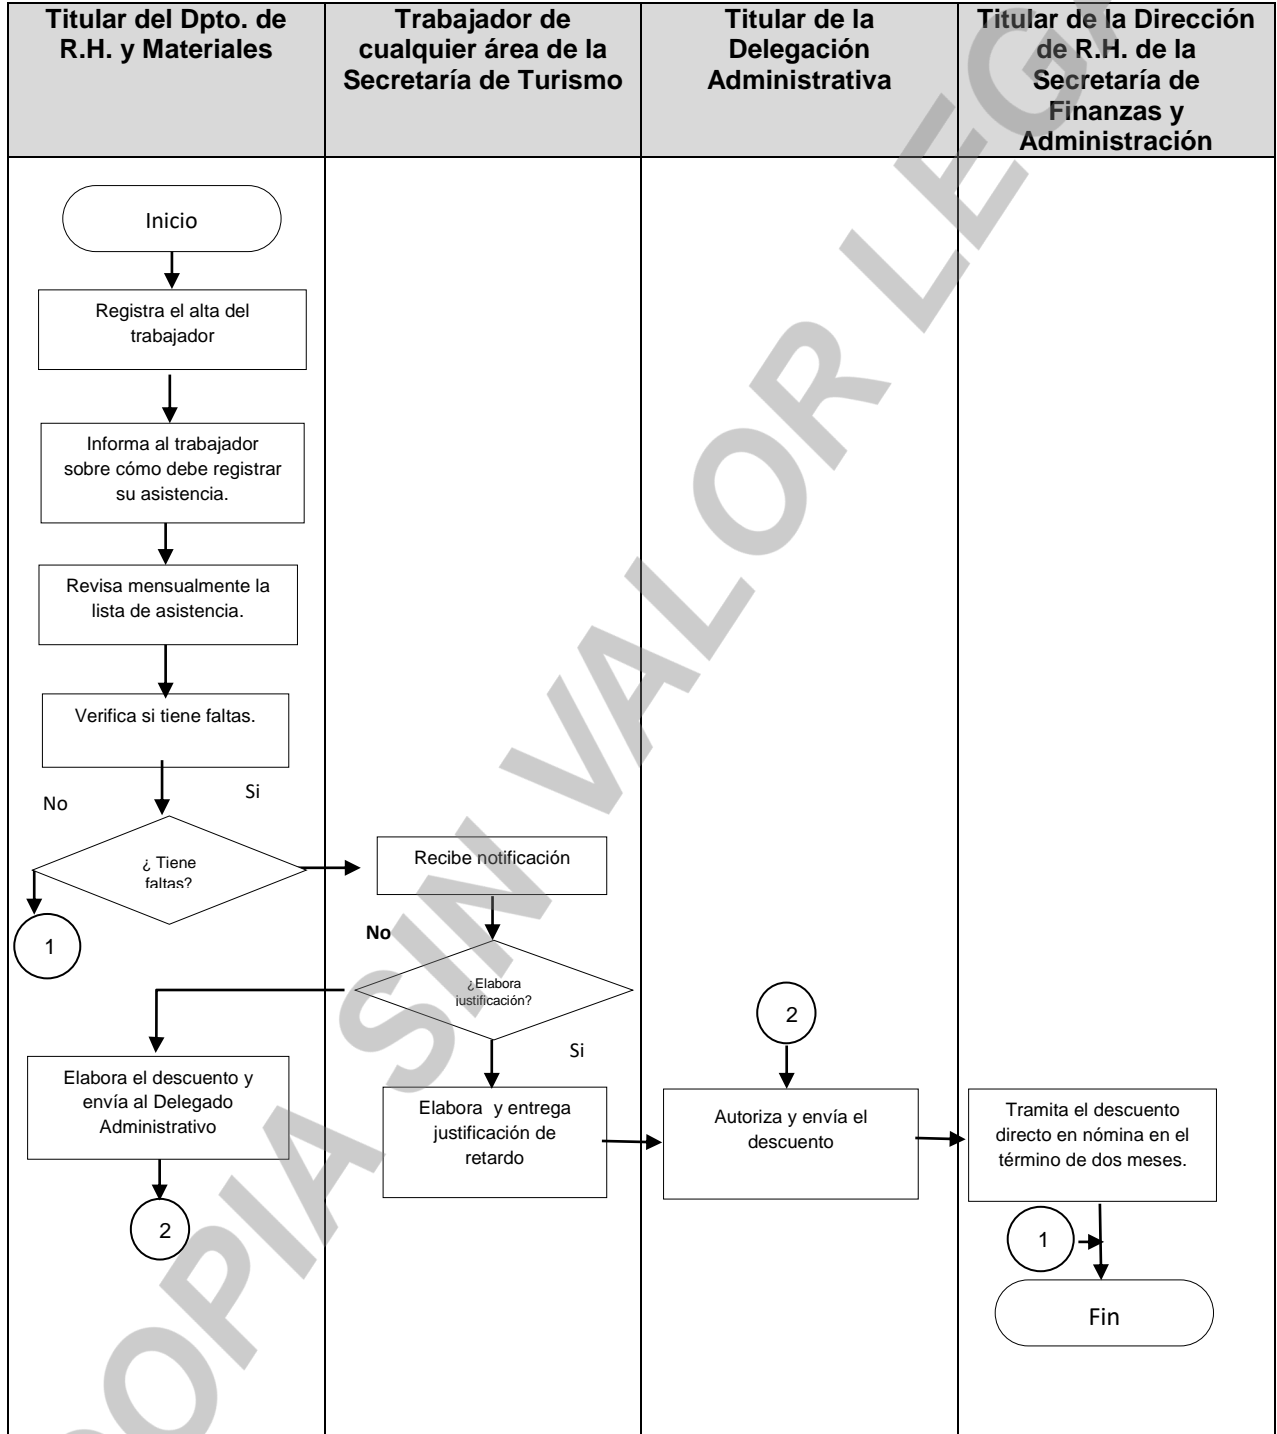 Titular del Dpto. de
R.H. y Materiales
Trabajador de
cualquier área de la
Secretaría de Turismo
Titular de la
Delegación
Administrativa
Titular de la Dirección
de R.H. de la
Secretaría de
Finanzas y
Administración
Inicio
Registra el alta del
trabajador
Informa al trabajador
sobre cómo debe registrar
su asistencia.
Revisa mensualmente la
lista de asistencia.
Verifica si tiene faltas.
No
Si
¿ Tiene
faltas?
1
Recibe notificación
No
¿Elabora
justificación?
Si
Elabora el descuento y
envía al Delegado
Administrativo
2
Elabora y entrega
justificación de
retardo
2
Autoriza y envía el
descuento
Tramita el descuento
directo en nómina en el
término de dos meses.
1
Fin
COPIA SIN VALOR LEGA